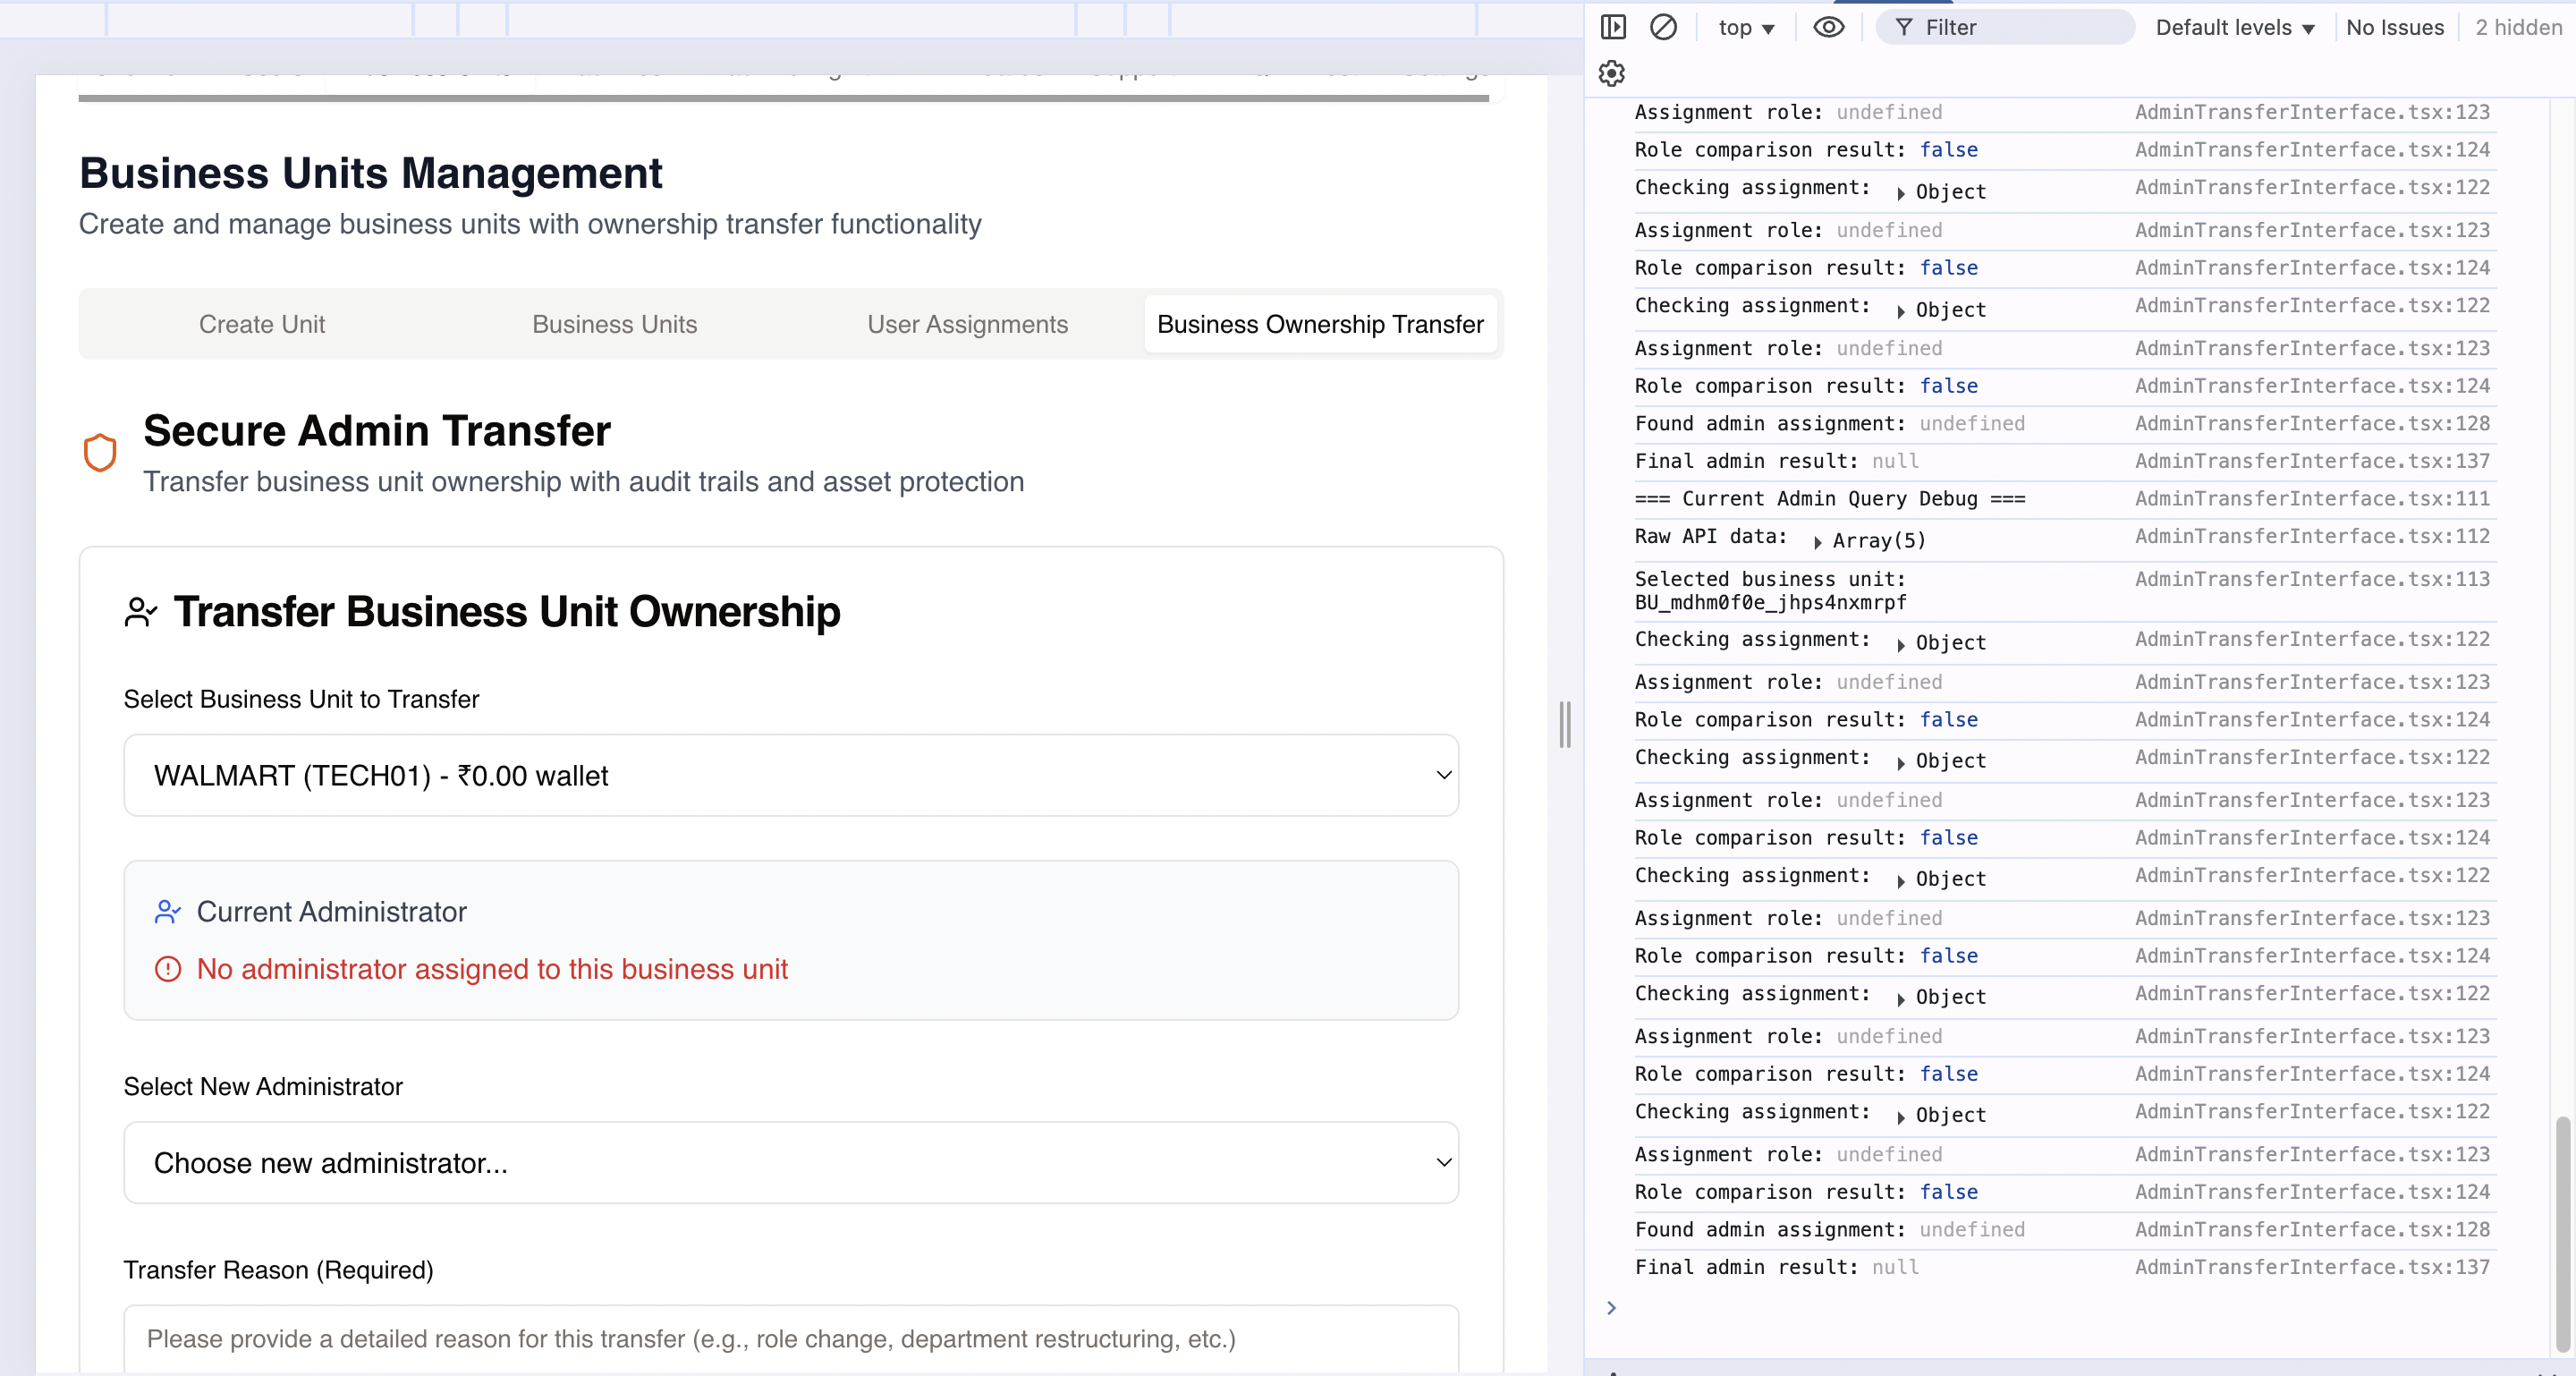 Business Units Management
Create and manage business units with ownership transfer functionality
Create Unit
Business Units
User Assignments
Business Ownership Transfer
Secure Admin Transfer
Transfer business unit ownership with audit trails and asset protection
Transfer Business Unit Ownership
Select Business Unit to Transfer
WALMART (TECH01) - ₹0.00 wallet
Current Administrator
No administrator assigned to this business unit
Select New Administrator
Choose new administrator...
Transfer Reason (Required)
Please provide a detailed reason for this transfer (e.g., role change, department restructuring, etc.)
top
Filter
Default levels
No Issues
2 hidden
Assignment role: undefined AdminTransferInterface.tsx:123
Role comparison result: false AdminTransferInterface.tsx:124
Checking assignment: Object AdminTransferInterface.tsx:122
Assignment role: undefined AdminTransferInterface.tsx:123
Role comparison result: false AdminTransferInterface.tsx:124
Checking assignment: Object AdminTransferInterface.tsx:122
Assignment role: undefined AdminTransferInterface.tsx:123
Role comparison result: false AdminTransferInterface.tsx:124
Found admin assignment: undefined AdminTransferInterface.tsx:128
Final admin result: null AdminTransferInterface.tsx:137
=== Current Admin Query Debug === AdminTransferInterface.tsx:111
Raw API data: Array(5) AdminTransferInterface.tsx:112
Selected business unit: AdminTransferInterface.tsx:113
BU_mdhm0f0e_jhps4nxmrpf
Checking assignment: Object AdminTransferInterface.tsx:122
Assignment role: undefined AdminTransferInterface.tsx:123
Role comparison result: false AdminTransferInterface.tsx:124
Checking assignment: Object AdminTransferInterface.tsx:122
Assignment role: undefined AdminTransferInterface.tsx:123
Role comparison result: false AdminTransferInterface.tsx:124
Checking assignment: Object AdminTransferInterface.tsx:122
Assignment role: undefined AdminTransferInterface.tsx:123
Role comparison result: false AdminTransferInterface.tsx:124
Checking assignment: Object AdminTransferInterface.tsx:122
Assignment role: undefined AdminTransferInterface.tsx:123
Role comparison result: false AdminTransferInterface.tsx:124
Checking assignment: Object AdminTransferInterface.tsx:122
Assignment role: undefined AdminTransferInterface.tsx:123
Role comparison result: false AdminTransferInterface.tsx:124
Found admin assignment: undefined AdminTransferInterface.tsx:128
Final admin result: null AdminTransferInterface.tsx:137